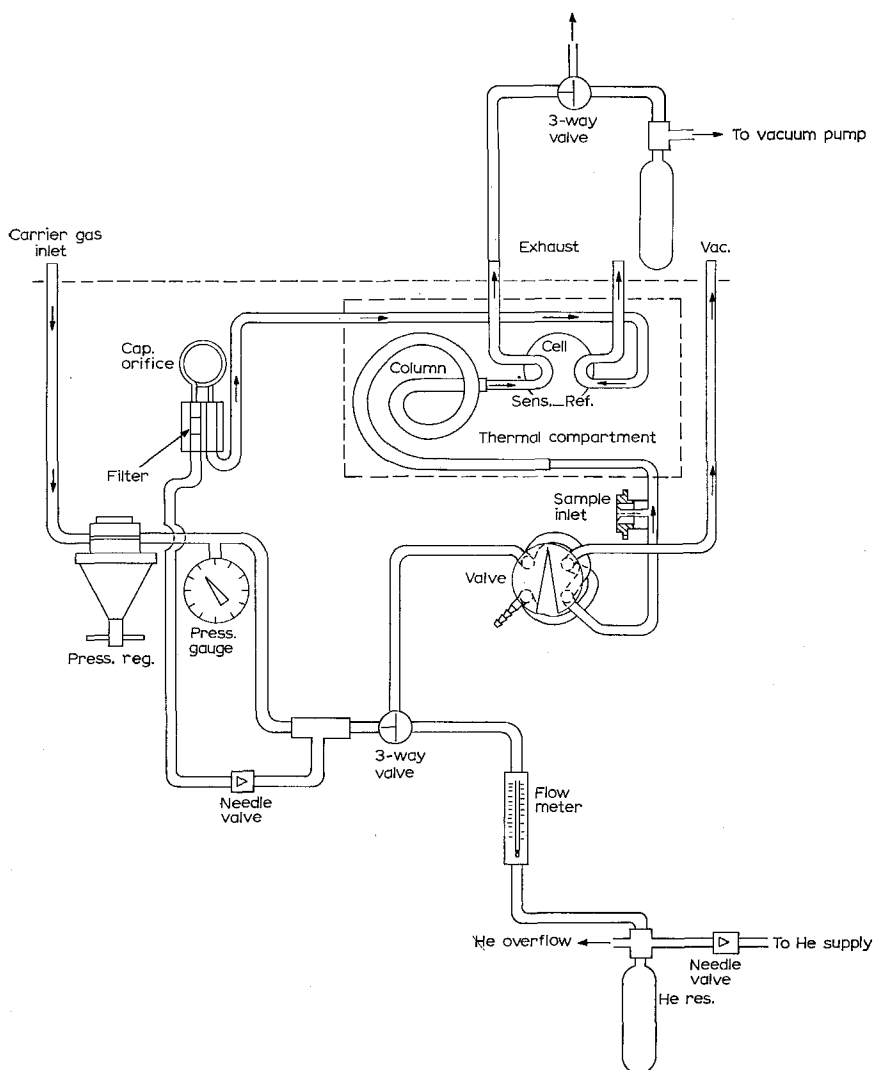 3-way
valve
To vacuum pump
Carrier gas
inlet
Exhaust
Vac.
Cap.
orifice
Column
Cell
Sens.
Ref.
Thermal compartment
Filter
Sample
inlet
Valve
Press.
gauge
Press. reg.
3-way
valve
Needle
valve
Flow
meter
He overflow
To He supply
Needle
valve
He res.